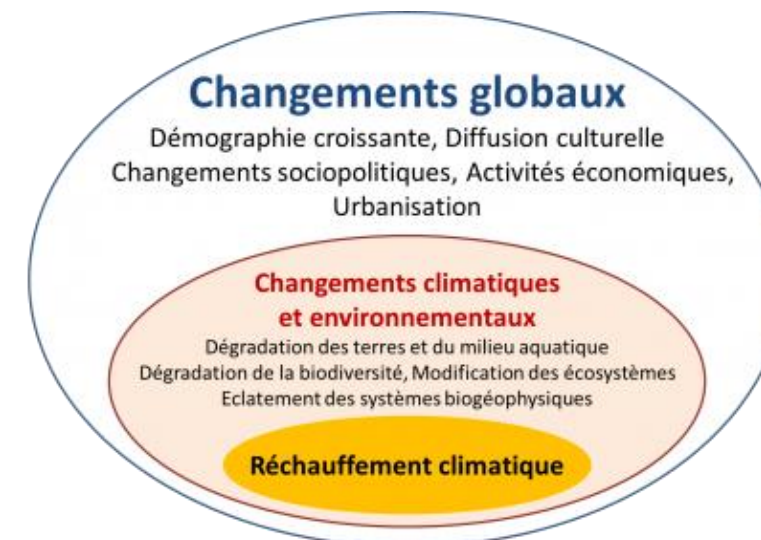 Changements globaux
Démographie croissante, Diffusion culturelle
Changements sociopolitiques, Activités économiques,
Urbanisation
Changements climatiques
et environnementaux
Dégradation des terres et du milieu aquatique
Dégradation de la biodiversité, Modification des écosystèmes
Eclatement des systèmes biogéophysiques
Réchauffement climatique